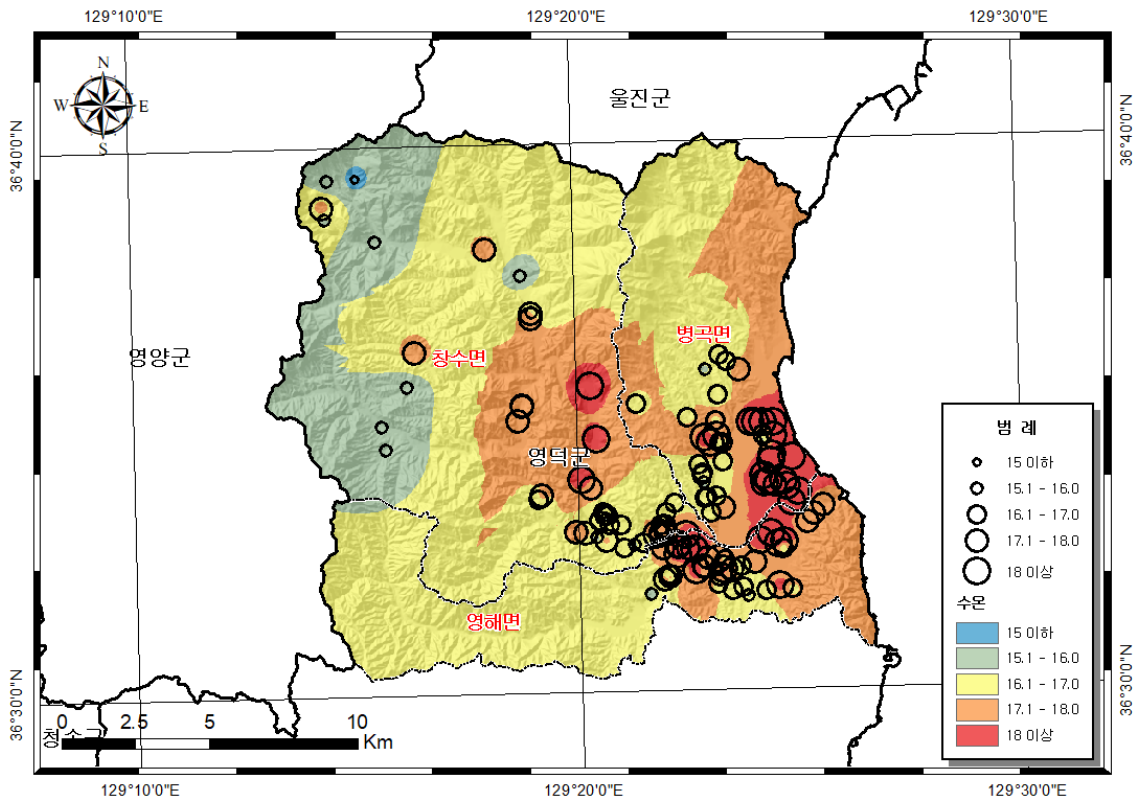 129°10'0"E 129°20'0"E 129°30'0"E
N
W E
S
울진군
36°40'0"N 36°40'0"N
병곡면
영양군
창수면
영덕군
영해면
범 례
15 이하
15.1 - 16.0
16.1 - 17.0
17.1 - 18.0
18 이상
수온
15 이하
15.1 - 16.0
16.1 - 17.0
17.1 - 18.0
18 이상
36°30'0"N 36°30'0"N
0 2.5 5 10
Km
청송군
129°10'0"E 129°20'0"E 129°30'0"E